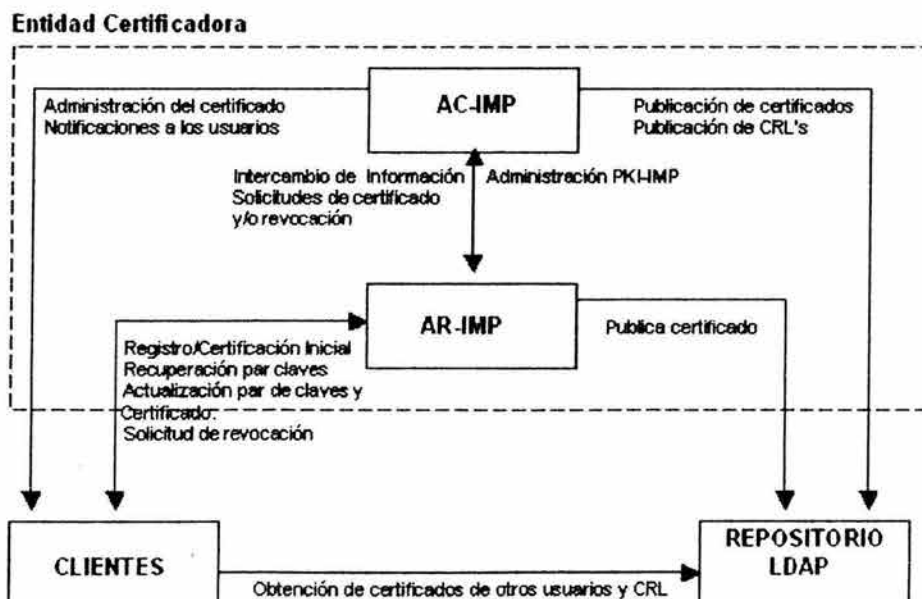 Entidad Certificadora
AC-IMP
Administración del certificado
Notificaciones a los usuarios
Publicación de certificados
Publicación de CRL's
Intercambio de Información
Solicitudes de certificado
y/o revocación
Administración PKI-IMP
AR-IMP
Publica certificado
Registro/Certificación Inicial
Recuperación par claves
Actualización par de claves y
Certificado.
Solicitud de revocación
CLIENTES
REPOSITORIO
LDAP
Obtención de certificados de otros usuarios y CRL